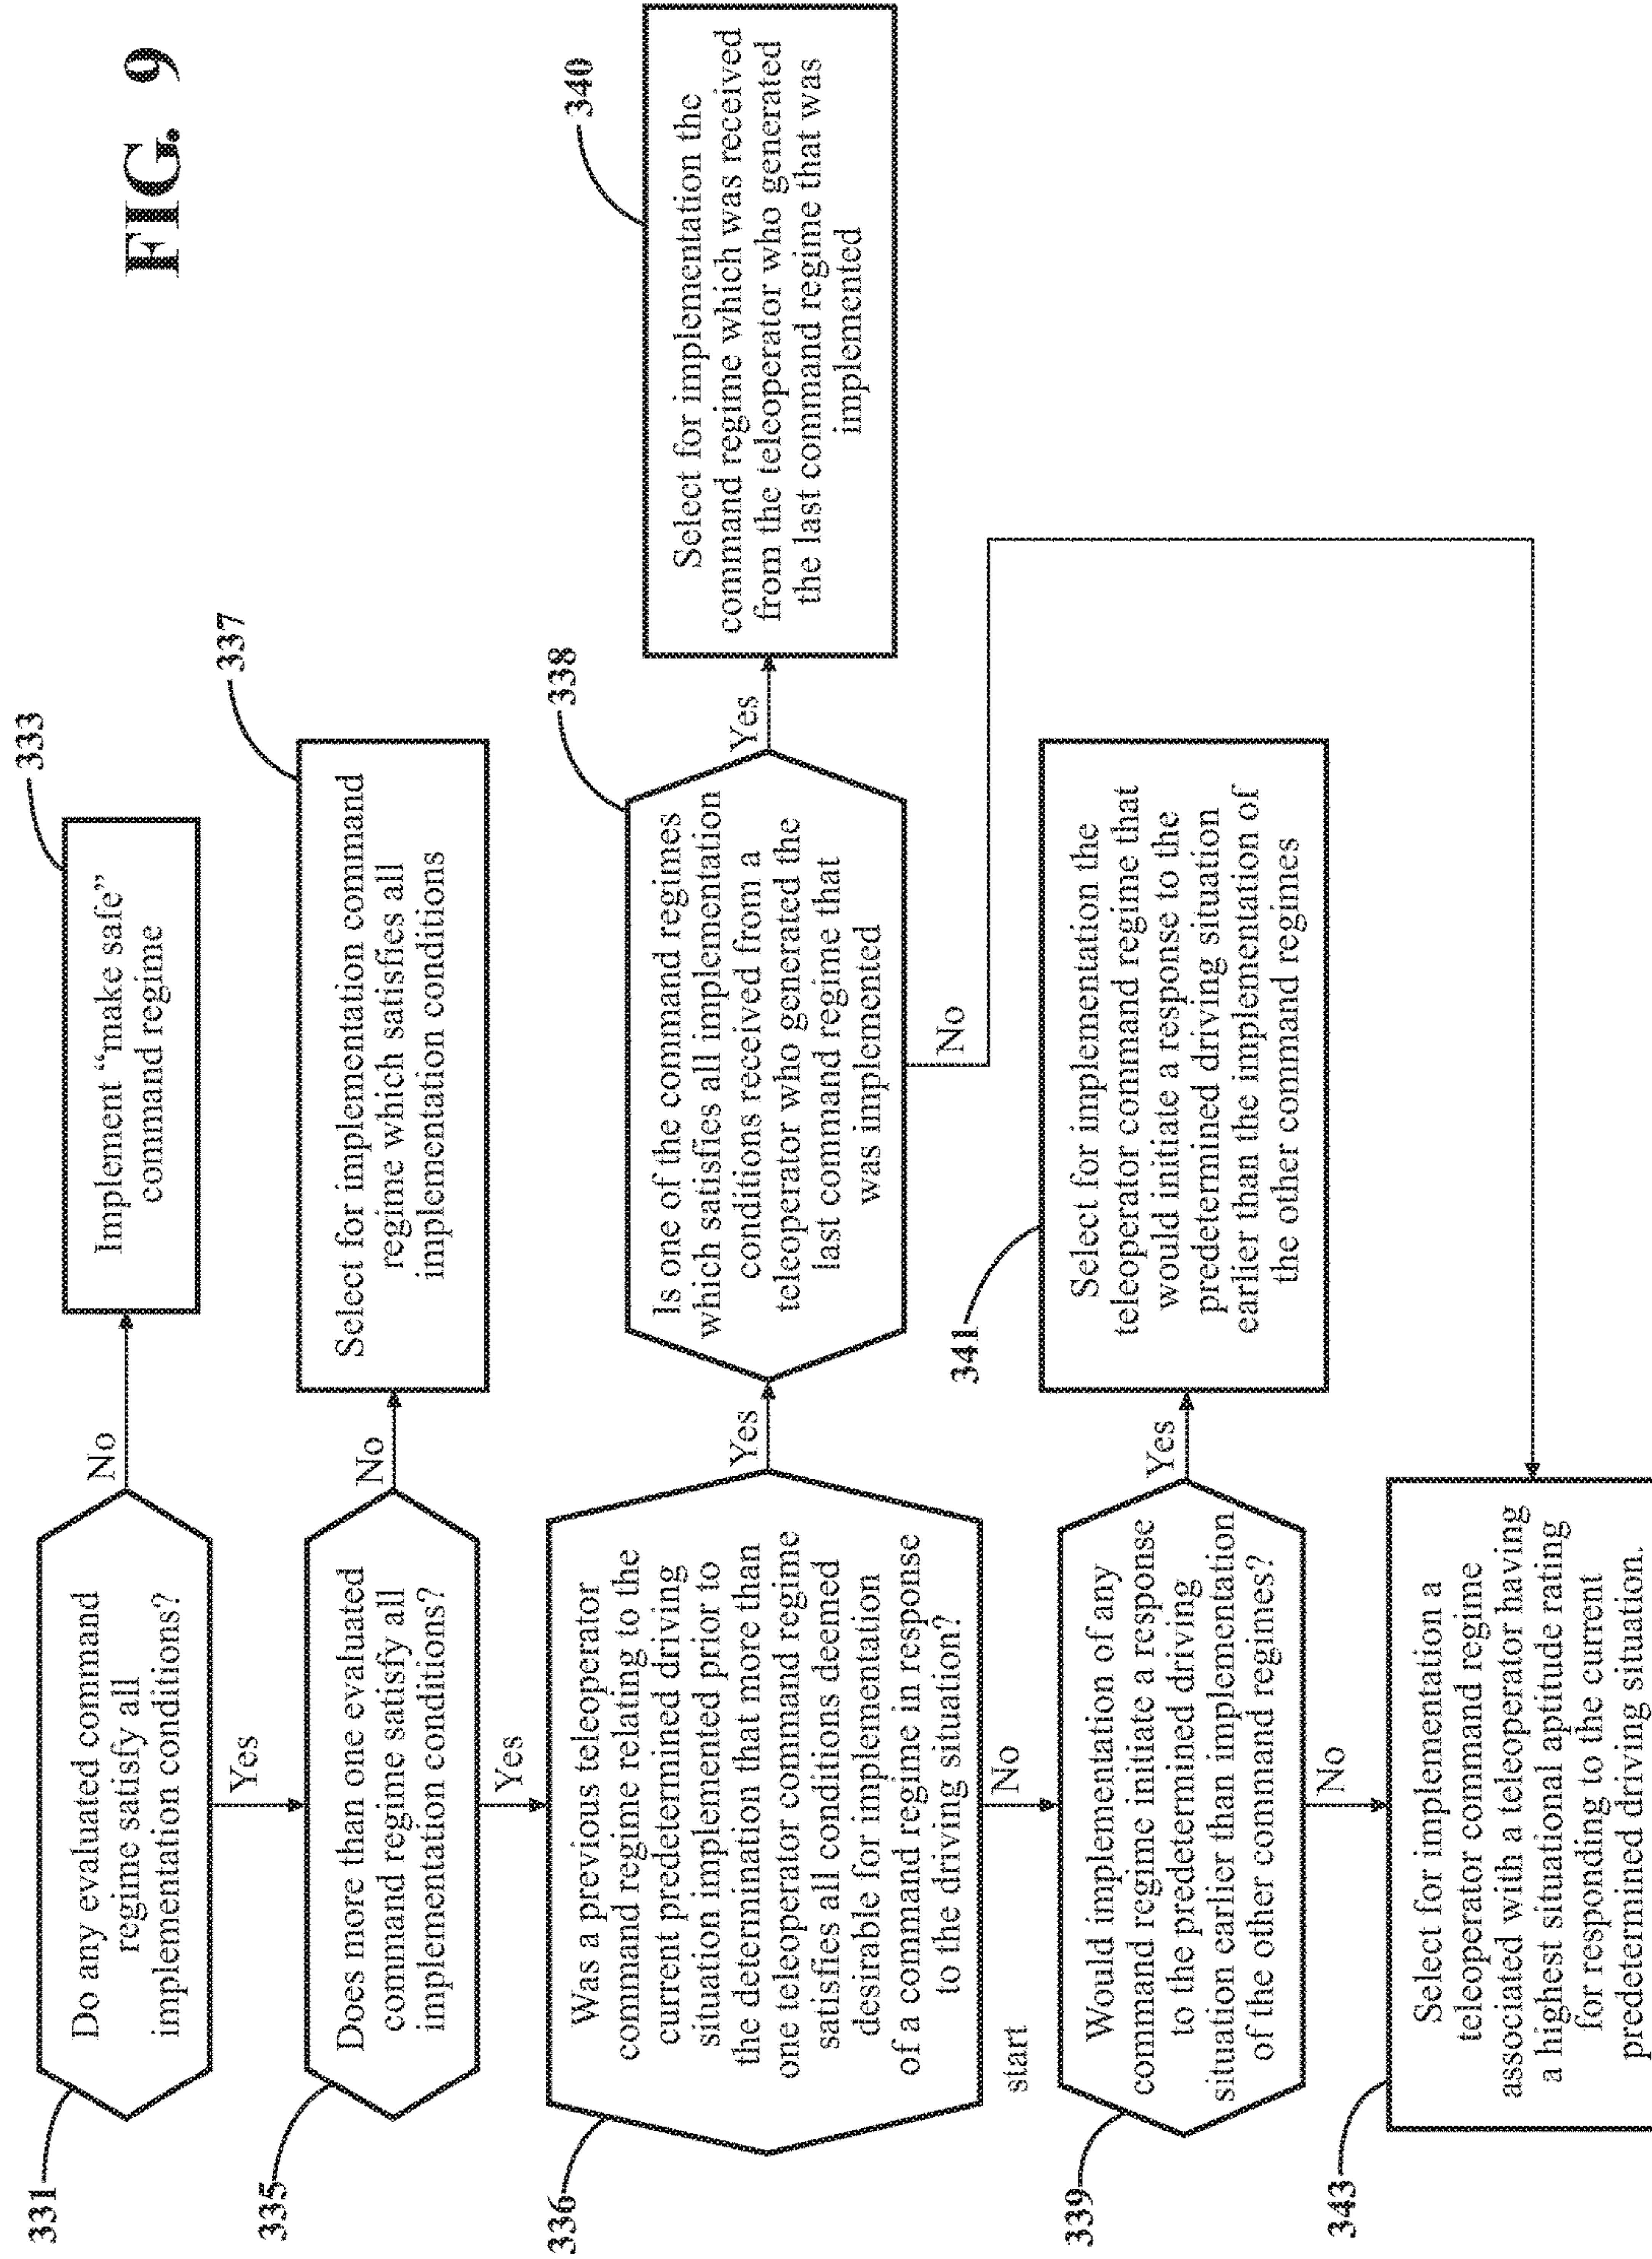 FIG. 9
331
Do any evaluated command
regime satisfy all
implementation conditions?
No
333
Implement “make safe”
command regime
Yes
335
Does more than one evaluated
command regime satisfy all
implementation conditions?
No
337
Select for implementation command
regime which satisfies all
implementation conditions
Yes
336
Was a previous teleoperator
command regime relating to the
current predetermined driving
situation implemented prior to
the determination that more than
one teleoperator command regime
satisfies all conditions deemed
desirable for implementation
of a command regime in response
to the driving situation?
Yes
338
Is one of the command regimes
which satisfies all implementation
conditions received from a
teleoperator who generated the
last command regime that
was implemented
Yes
340
Select for implementation the
command regime which was received
from the teleoperator who generated
the last command regime that was
implemented
No
No
start
339
Would implementation of any
command regime initiate a response
to the predetermined driving
situation earlier than implementation
of the other command regimes?
Yes
341
Select for implementation the
teleoperator command regime that
would initiate a response to the
predetermined driving situation
earlier than the implementation of
the other command regimes
No
343
Select for implementation a
teleoperator command regime
associated with a teleoperator having
a highest situational aptitude rating
for responding to the current
predetermined driving situation.